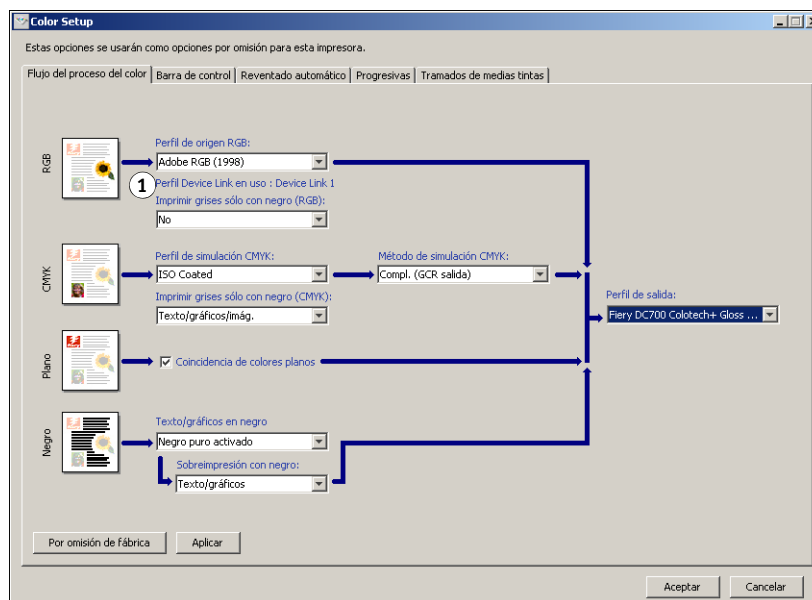 Color Setup
Estas opciones se usarán como opciones por omisión para esta impresora.
Flujo del proceso del color
Barra de control
Reventado automático
Progresivas
Tramados de medias tintas
RGB
Perfil de origen RGB:
Adobe RGB (1998)
1
Perfil Device Link en uso : Device Link 1
Imprimir grises sólo con negro (RGB):
No
CMYK
Perfil de simulación CMYK:
ISO Coated
Método de simulación CMYK:
Compl. (GCR salida)
Imprimir grises sólo con negro (CMYK):
Texto/gráficos/imág.
Perfil de salida:
Fiery DC700 Colotech+ Gloss ...
Plano
Coincidencia de colores planos
Negro
Texto/gráficos en negro
Negro puro activado
Sobreimpresión con negro:
Texto/gráficos
Por omisión de fábrica
Aplicar
Aceptar
Cancelar